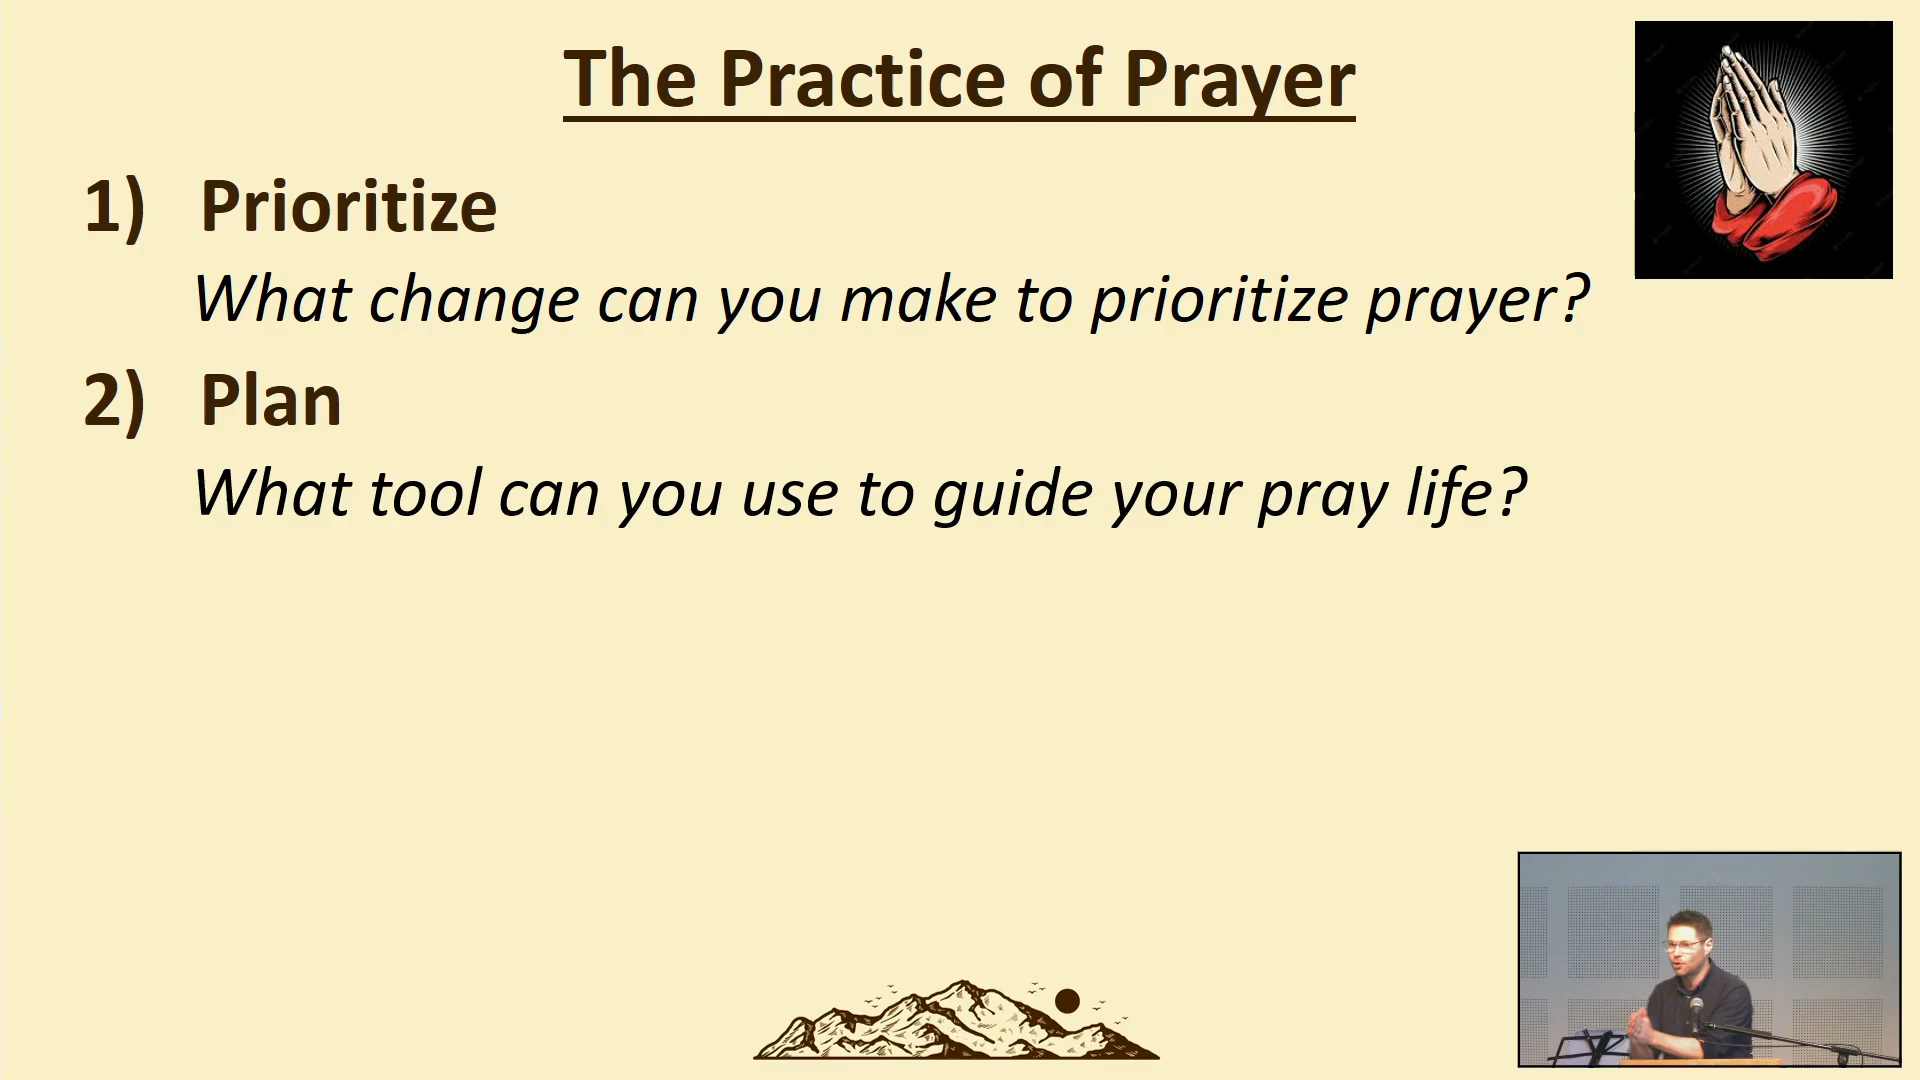 The Practice of Prayer
1) Prioritize
What change can you make to prioritize prayer?
2) Plan
What tool can you use to guide your pray life?